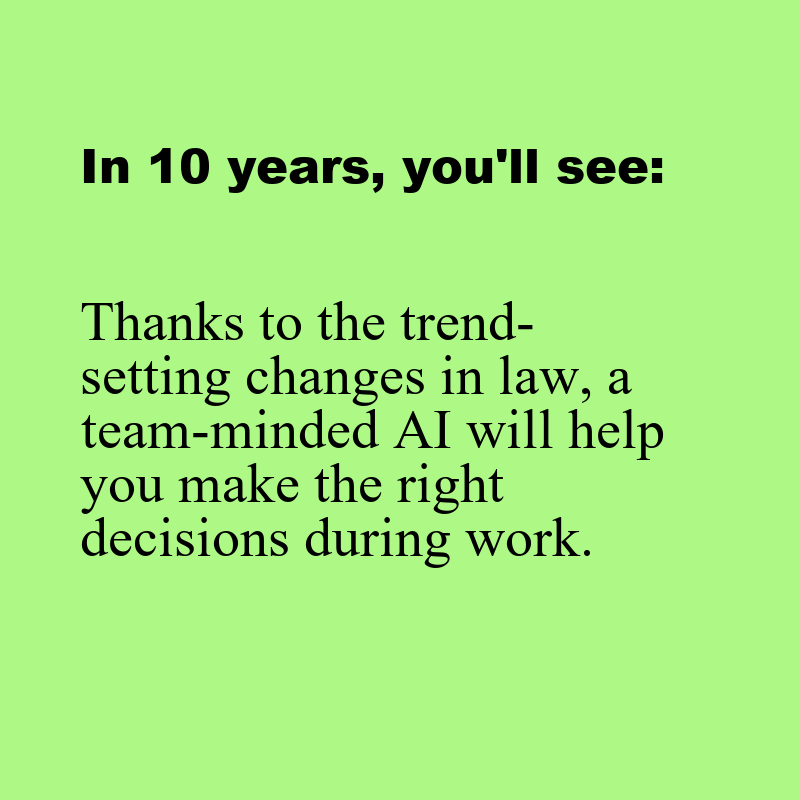 In 10 years, you'll see:
Thanks to the trend-
setting changes in law, a
team-minded AI will help
you make the right
decisions during work.